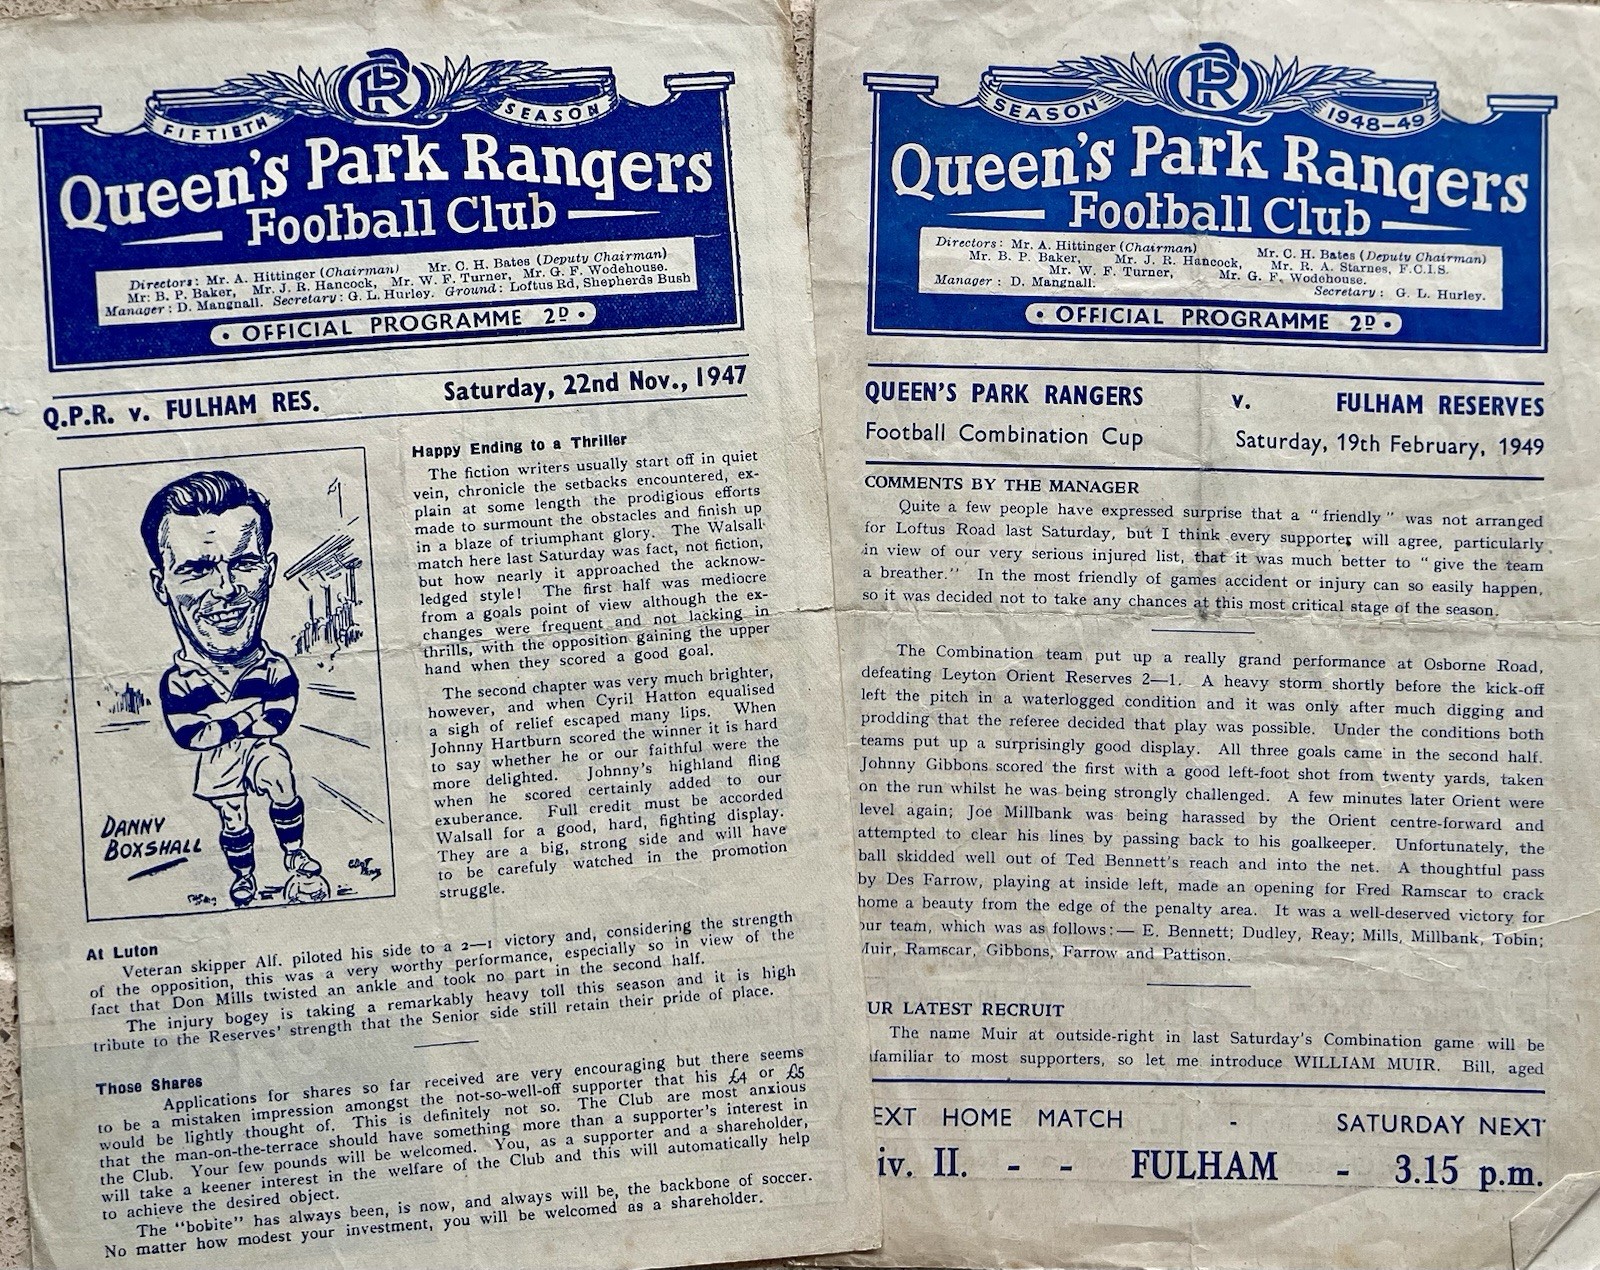 FIFTIETH SEASON
Queen's Park Rangers
Football Club
Directors: Mr. A. Hittinger (Chairman) Mr. C. H. Bates (Deputy Chairman)
Mr. B. P. Baker, Mr. J. R. Hancock, Mr. W. F. Turner, Mr. G. F. Wodehouse.
Manager: D. Mangnall. Secretary: G. L. Hurley. Ground: Loftus Rd, Shepherds Bush
• OFFICIAL PROGRAMME 2D •
Q.P.R. v. FULHAM RES. Saturday, 22nd Nov., 1947
DANNY
BOXSHALL
Happy Ending to a Thriller
The fiction writers usually start off in quiet
vein, chronicle the setbacks encountered, ex-
plain at some length the prodigious efforts
made to surmount the obstacles and finish up
in a blaze of triumphant glory. The Walsall
match here last Saturday was fact, not fiction,
but how nearly it approached the acknow-
ledged style! The first half was mediocre
from a goals point of view although the ex-
changes were frequent and not lacking in
thrills, with the opposition gaining the upper
hand when they scored a good goal.
The second chapter was very much brighter,
however, and when Cyril Hatton equalised
a sigh of relief escaped many lips. When
Johnny Hartburn scored the winner it is hard
to say whether he or our faithful were the
more delighted. Johnny's highland fling
when he scored certainly added to our
exuberance. Full credit must be accorded
Walsall for a good, hard, fighting display.
They are a big, strong side and will have
to be carefuly watched in the promotion
struggle.
At Luton
Veteran skipper Alf. piloted his side to a 2—1 victory and, considering the strength
of the opposition, this was a very worthy performance, especially so in view of the
fact that Don Mills twisted an ankle and took no part in the second half.
The injury bogey is taking a remarkably heavy toll this season and it is high
tribute to the Reserves' strength that the Senior side still retain their pride of place.
Those Shares
Applications for shares so far received are very encouraging but there seems
to be a mistaken impression amongst the not-so-well-off supporter that his £4 or £5
would be lightly thought of. This is definitely not so. The Club are most anxious
that the man-on-the-terrace should have something more than a supporter's interest in
the Club. Your few pounds will be welcomed. You, as a supporter and a shareholder,
will take a keener interest in the welfare of the Club and this will automatically help
to achieve the desired object.
The "bobite" has always been, is now, and always will be, the backbone of soccer.
No matter how modest your investment, you will be welcomed as a shareholder.
SEASON 1948-49
Queen's Park Rangers
Football Club
Directors: Mr. A. Hittinger (Chairman) Mr. C. H. Bates (Deputy Chairman)
Mr. B. P. Baker, Mr. J. R. Hancock, Mr. R. A. Starnes, F.C.I.S.
Mr. W. F. Turner, Mr. G. F. Wodehouse.
Manager: D. Mangnall. Secretary: G. L. Hurley.
• OFFICIAL PROGRAMME 2D •
QUEEN'S PARK RANGERS v. FULHAM RESERVES
Football Combination Cup Saturday, 19th February, 1949
COMMENTS BY THE MANAGER
Quite a few people have expressed surprise that a "friendly" was not arranged
for Loftus Road last Saturday, but I think every supporter will agree, particularly
in view of our very serious injured list, that it was much better to "give the team
a breather." In the most friendly of games accident or injury can so easily happen,
so it was decided not to take any chances at this most critical stage of the season.
The Combination team put up a really grand performance at Osborne Road,
defeating Leyton Orient Reserves 2—1. A heavy storm shortly before the kick-off
left the pitch in a waterlogged condition and it was only after much digging and
prodding that the referee decided that play was possible. Under the conditions both
teams put up a surprisingly good display. All three goals came in the second half.
Johnny Gibbons scored the first with a good left-foot shot from twenty yards, taken
on the run whilst he was being strongly challenged. A few minutes later Orient were
level again; Joe Millbank was being harassed by the Orient centre-forward and
attempted to clear his lines by passing back to his goalkeeper. Unfortunately, the
ball skidded well out of Ted Bennett's reach and into the net. A thoughtful pass
by Des Farrow, playing at inside left, made an opening for Fred Ramscar to crack
home a beauty from the edge of the penalty area. It was a well-deserved victory for
our team, which was as follows:— E. Bennett; Dudley, Reay; Mills, Millbank, Tobin;
Muir, Ramscar, Gibbons, Farrow and Pattison.
UR LATEST RECRUIT
The name Muir at outside-right in last Saturday's Combination game will be
familiar to most supporters, so let me introduce WILLIAM MUIR. Bill, aged
EXT HOME MATCH - SATURDAY NEXT
iv. II. - - FULHAM - 3.15 p.m.